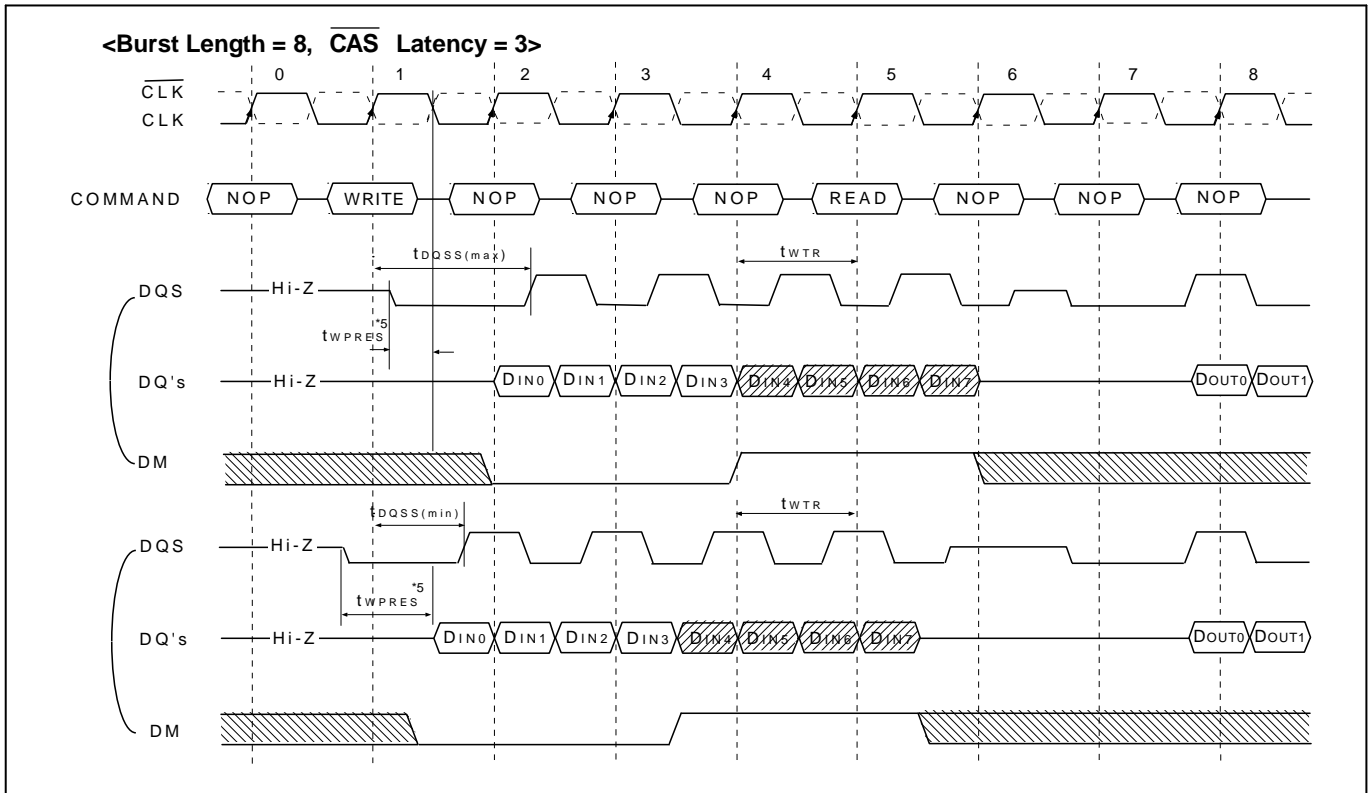 <Burst Length = 8, CAS Latency = 3>
0 1 2 3 4 5 6 7 8
CLK
CLK
COMMAND NOP WRITE NOP NOP NOP READ NOP NOP NOP
tDQSS(max) tWTR
DQS Hi-Z
tWPRES*5
DQ's Hi-Z DIN0 DIN1 DIN2 DIN3 DIN4 DIN5 DIN6 DIN7 DOUT0 DOUT1
DM
tDQSS(min) tWTR
DQS Hi-Z
tWPRES*5
DQ's Hi-Z DIN0 DIN1 DIN2 DIN3 DIN4 DIN5 DIN6 DIN7 DOUT0 DOUT1
DM